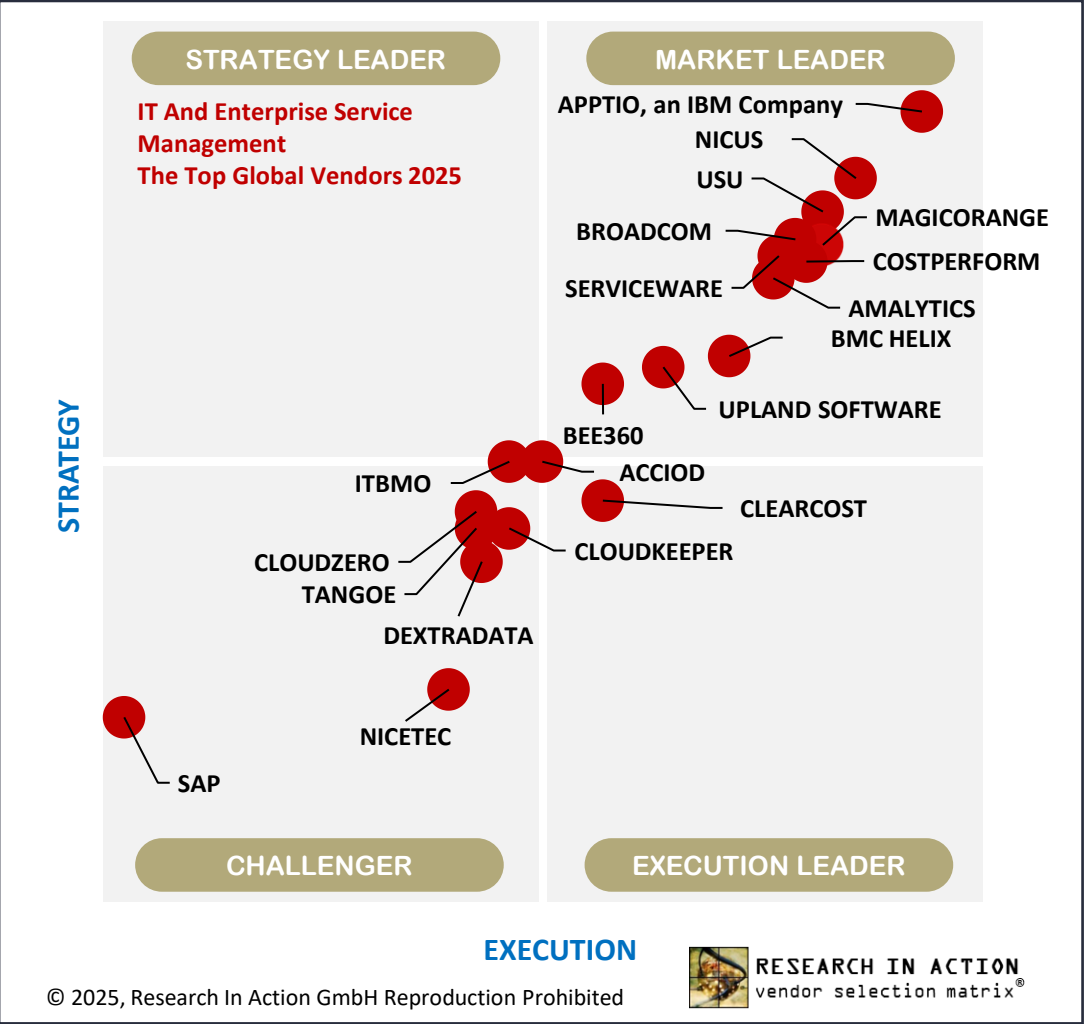 STRATEGY LEADER
MARKET LEADER
IT And Enterprise Service
Management
The Top Global Vendors 2025
APPTIO, an IBM Company
NICUS
USU
MAGICORANGE
BROADCOM
COSTPERFORM
SERVICEWARE
AMALYTICS
BMC HELIX
UPLAND SOFTWARE
BEE360
ACCIOD
ITBMO
CLEARCOST
CLOUDKEEPER
CLOUDZERO
TANGOE
DEXTRADATA
NICETEC
SAP
STRATEGY
CHALLENGER
EXECUTION LEADER
EXECUTION
RESEARCH IN ACTION
vendor selection matrix®
© 2025, Research In Action GmbH Reproduction Prohibited